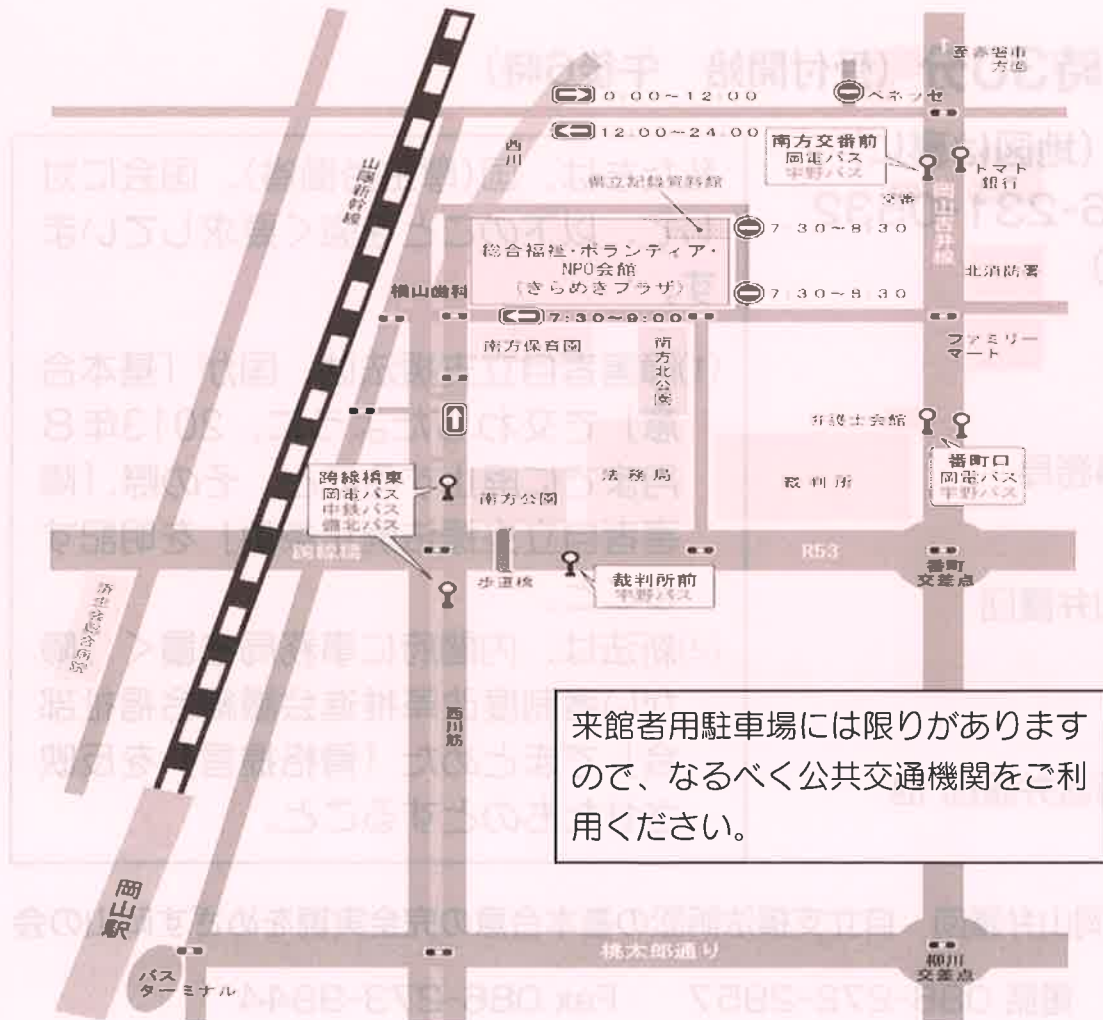 至赤磐市
方面
0:00～12:00
ベネッセ
12:00～24:00
南方交番前
岡電バス
宇野バス
トマト
銀行
西川
山陽新幹線
県立記録資料館
交番
7:30～8:30
総合福祉・ボランティア・
NPO会館
(きらめきプラザ)
北消防署
横山歯科
7:30～8:30
7:30～9:00
南方保育園
南方北公園
ファミリー
マート
弁護士会館
番町口
岡電バス
宇野バス
跨線橋東
岡電バス
中鉄バス
備北バス
南方公園
法務局
裁判所
跨線橋
R53
番町
交差点
歩道橋
裁判所前
宇野バス
西川筋
来館者用駐車場には限りがあります
ので、なるべく公共交通機関をご利
用ください。
岡山駅
桃太郎通り
柳川
交差点
バス
ターミナル